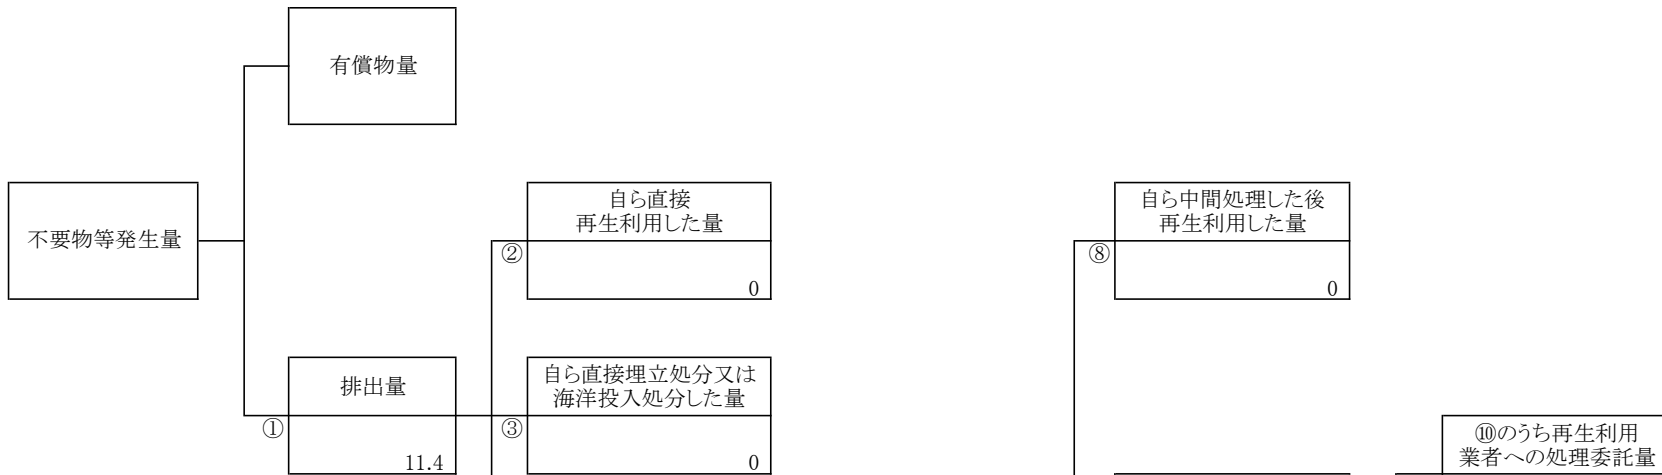 有償物量
不要物等発生量
自ら直接
再生利用した量
②
0
自ら中間処理した後
再生利用した量
⑧
0
排出量
①
11.4
自ら直接埋立処分又は
海洋投入処分した量
③
0
⑩のうち再生利用
業者への処理委託量